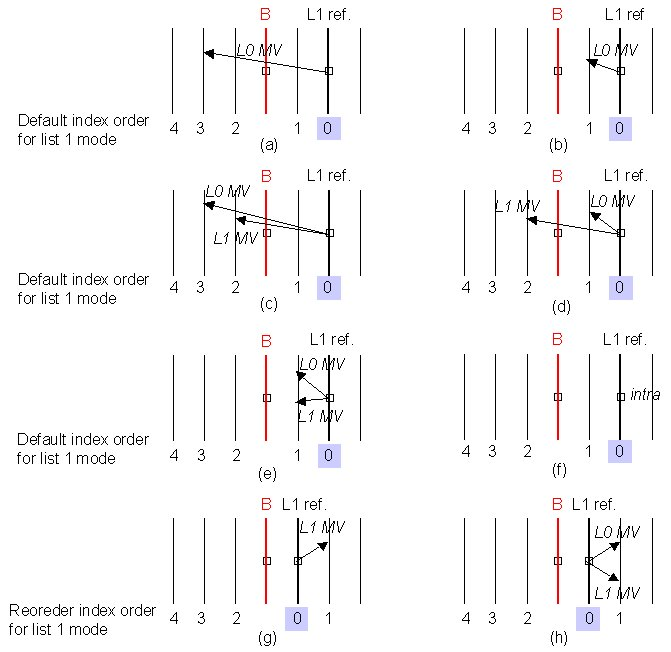 B L1 ref.
L0 MV
Default index order
for list 1 mode
4 3 2 1 0
(a)
B L1 ref
L0 MV
4 3 2 1 0
(b)
B L1 ref.
L0 MV
L1 MV
Default index order
for list 1 mode
4 3 2 1 0
(c)
B L1 ref.
L0 MV
L1 MV
4 3 2 1 0
(d)
B L1 ref.
L0 MV
L1 MV
Default index order
for list 1 mode
4 3 2 1 0
(e)
B L1 ref.
intra
4 3 2 1 0
(f)
B L1 ref.
L1 MV
Reoreder index order
for list 1 mode
4 3 2 0 1
(g)
B L1 ref.
L0 MV
L1 MV
4 3 2 0 1
(h)